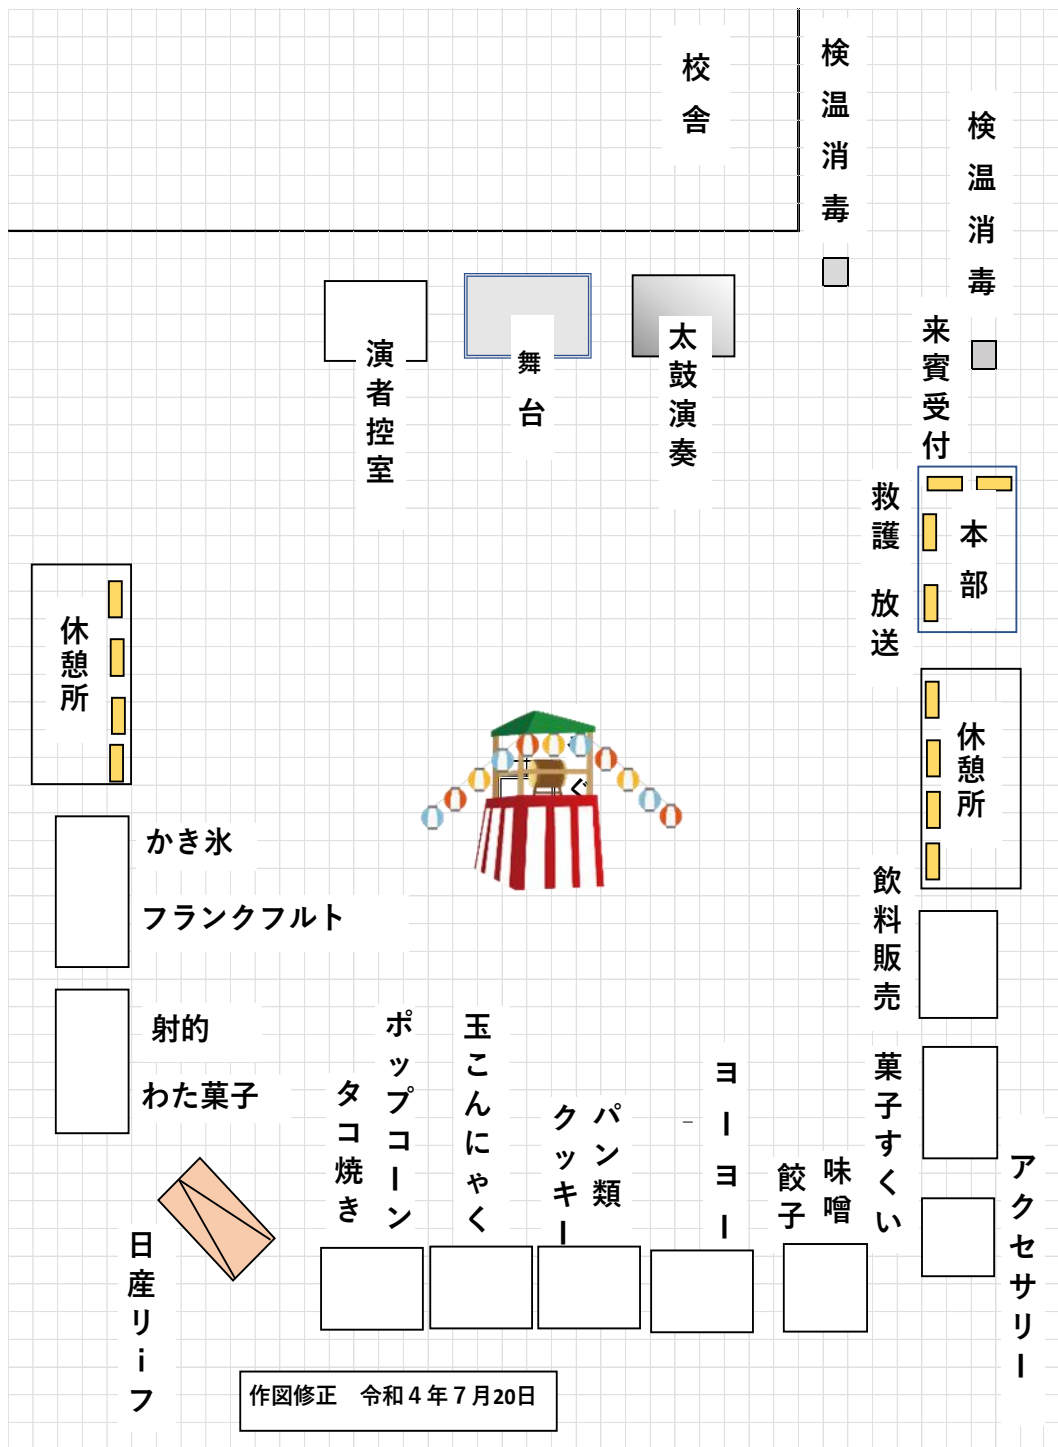 校舎
検温消毒
検温消毒
演者控室
舞台
太鼓演奏
来賓受付
救護
放送
本部
休憩所
休憩所
ぐ
かき氷
フランクフルト
飲料販売
射的
わた菓子
タコ焼き
ポップコーン
玉こんにゃく
クッキー
パン類
ヨーヨー
餃子
味噌
菓子すくい
アクセサリー
日産リーフ
作図修正　令和４年７月20日